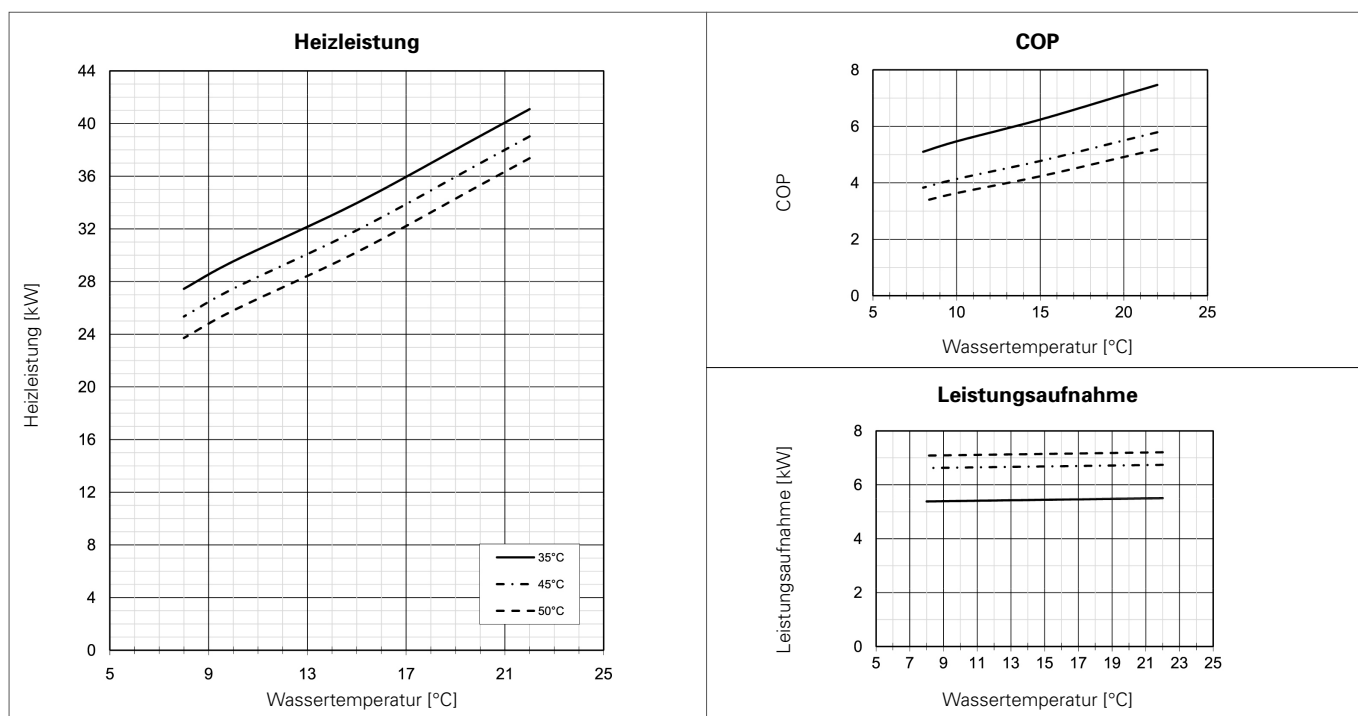 Heizleistung
44
40
36
32
28
24
20
16
12
8
4
0
Heizleistung [kW]
35°C
45°C
50°C
5 9 13 17 21 25
Wassertemperatur [°C]
COP
8
6
4
2
0
COP
5 10 15 20 25
Wassertemperatur [°C]
Leistungsaufnahme
8
6
4
2
0
Leistungsaufnahme [kW]
5 7 9 11 13 15 17 19 21 23 25
Wassertemperatur [°C]